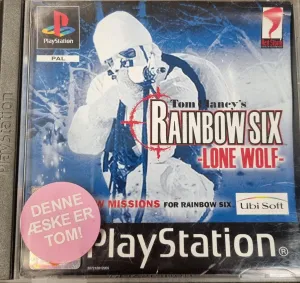 PlayStation
PAL
Tom Clancy's
RAINBOW SIX
-LONE WOLF-
MISSIONS FOR RAINBOW SIX
Ubi Soft
DENNE
ÆSKE ER
TOM!
PlayStation®
PlayStation